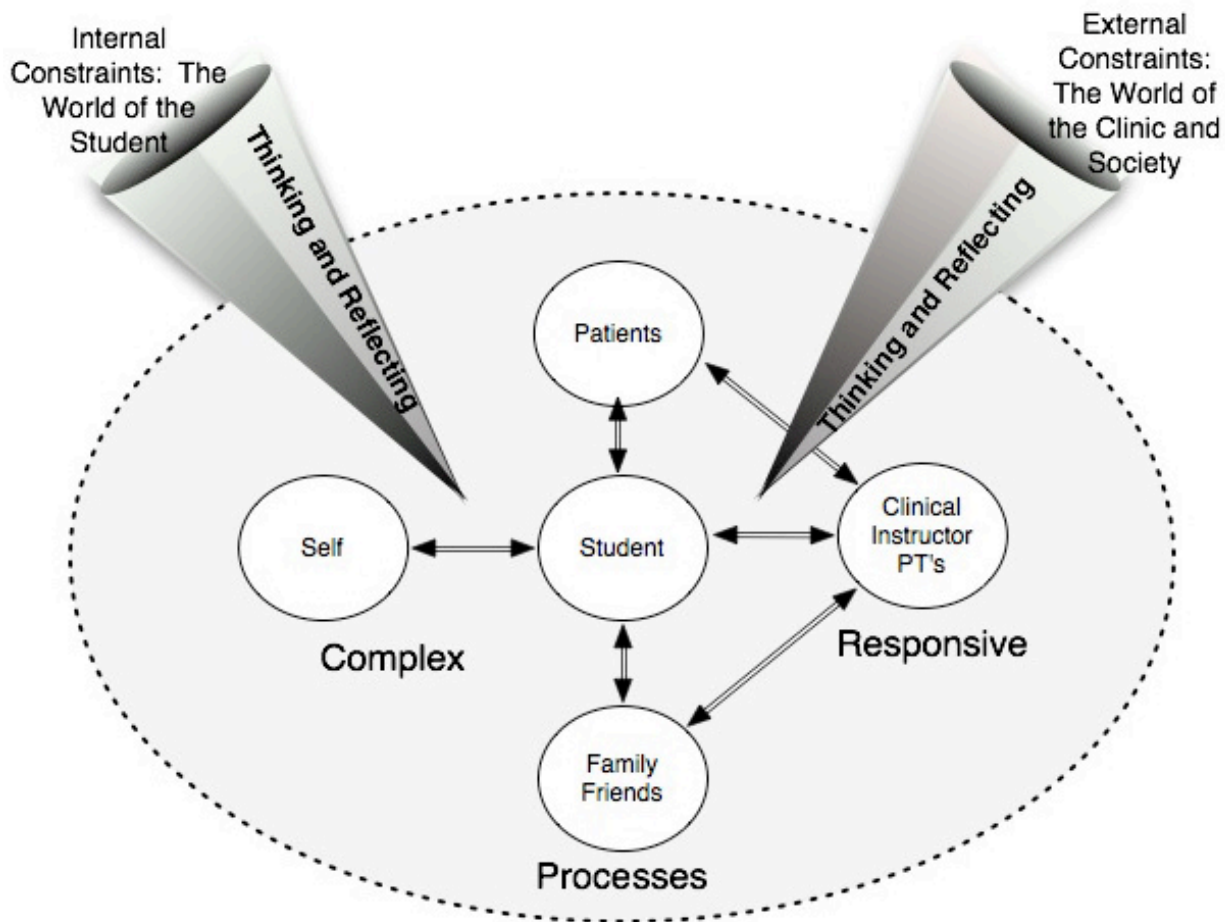 Internal
Constraints: The
World of the
Student
External
Constraints:
The World of
the Clinic and
Society
Thinking and Reflecting
Thinking and Reflecting
Patients
Self
Student
Clinical
Instructor
PT's
Complex
Responsive
Family
Friends
Processes